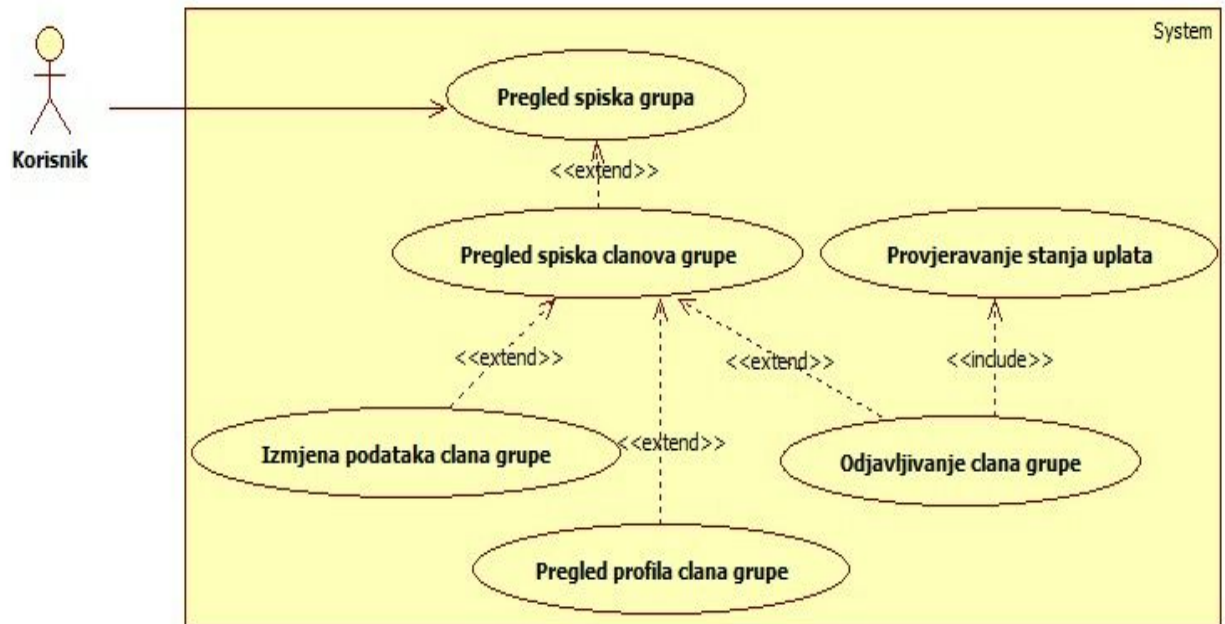 System
Pregled spiska grupa
Korisnik
<<extend>>
Pregled spiska clanova grupe
Provjeravanje stanja uplata
<<extend>>
<<extend>>
<<include>>
<<extend>>
Izmjena podataka clana grupe
Odjavljivanje clana grupe
Pregled profila clana grupe